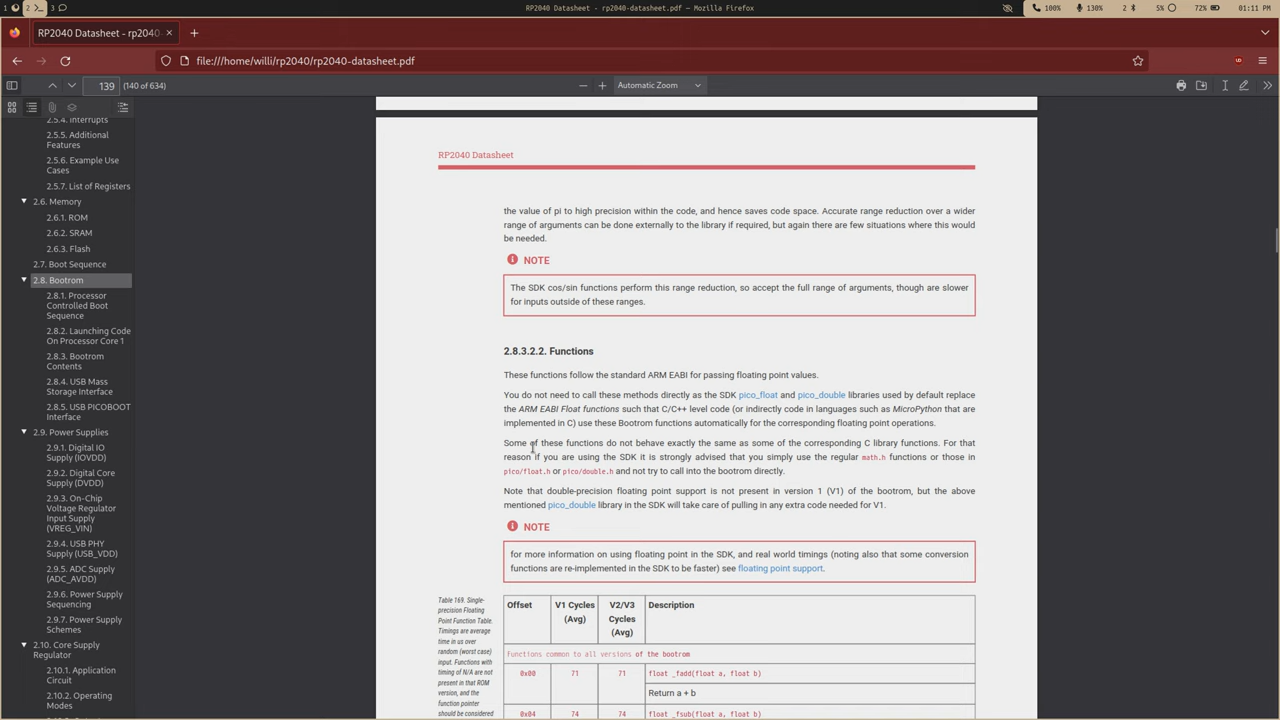 1 2 3
RP2040 Datasheet - rp2040-datasheet.pdf — Mozilla Firefox
100% 130% 2 5% 72% 01:11 PM
RP2040 Datasheet - rp2040-
file:///home/willi/rp2040/rp2040-datasheet.pdf
139 (140 of 634)
Automatic Zoom
2.5.4. Interrupts
2.5.5. Additional
Features
2.5.6. Example Use
Cases
2.5.7. List of Registers
2.6. Memory
2.6.1. ROM
2.6.2. SRAM
2.6.3. Flash
2.7. Boot Sequence
2.8. Bootrom
2.8.1. Processor
Controlled Boot
Sequence
2.8.2. Launching Code
On Processor Core 1
2.8.3. Bootrom
Contents
2.8.4. USB Mass
Storage Interface
2.8.5. USB PICOBOOT
Interface
2.9. Power Supplies
2.9.1. Digital IO
Supply (IOVDD)
2.9.2. Digital Core
Supply (DVDD)
2.9.3. On-Chip
Voltage Regulator
Input Supply
(VREG_VIN)
2.9.4. USB PHY
Supply (USB_VDD)
2.9.5. ADC Supply
(ADC_AVDD)
2.9.6. Power Supply
Sequencing
2.9.7. Power Supply
Schemes
2.10. Core Supply
Regulator
2.10.1. Application
Circuit
2.10.2. Operating
Modes
RP2040 Datasheet
the value of pi to high precision within the code, and hence saves code space. Accurate range reduction over a wider
range of arguments can be done externally to the library if required, but again there are few situations where this would
be needed.
NOTE
The SDK cos/sin functions perform this range reduction, so accept the full range of arguments, though are slower
for inputs outside of these ranges.
2.8.3.2.2. Functions
These functions follow the standard ARM EABI for passing floating point values.
You do not need to call these methods directly as the SDK pico_float and pico_double libraries used by default replace
the ARM EABI Float functions such that C/C++ level code (or indirectly code in languages such as MicroPython that are
implemented in C) use these Bootrom functions automatically for the corresponding floating point operations.
Some of these functions do not behave exactly the same as some of the corresponding C library functions. For that
reason if you are using the SDK it is strongly advised that you simply use the regular math.h functions or those in
pico/float.h or pico/double.h and not try to call into the bootrom directly.
Note that double-precision floating point support is not present in version 1 (V1) of the bootrom, but the above
mentioned pico_double library in the SDK will take care of pulling in any extra code needed for V1.
NOTE
for more information on using floating point in the SDK, and real world timings (noting also that some conversion
functions are re-implemented in the SDK to be faster) see floating point support.
Table 169. Single-
precision Floating
Point Function Table.
Timings are average
time in us over
random (worst case)
input. Functions with
timing of N/A are not
present in that ROM
version, and the
function pointer
should be considered
Offset V1 Cycles V2/V3 Description
(Avg) Cycles
(Avg)
Functions common to all versions of the bootrom
0x00 71 71 float _fadd(float a, float b)
Return a + b
0x04 74 74 float _fsub(float a, float b)